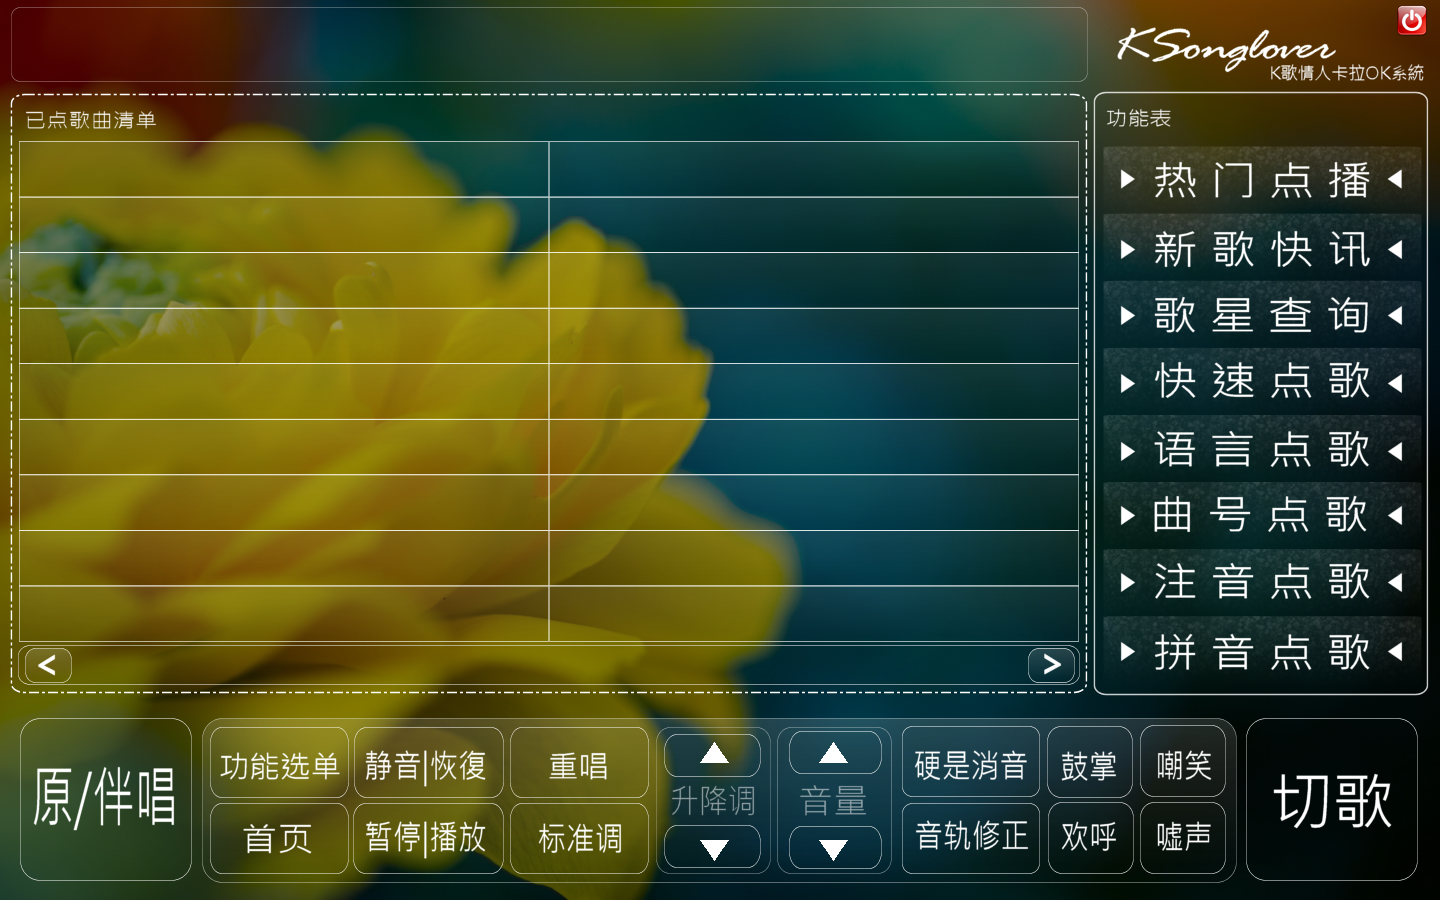 KSonglover
K歌情人卡拉OK系統
已点歌曲清单
功能表
热门点播
新歌快讯
歌星查询
快速点歌
语言点歌
曲号点歌
注音点歌
拼音点歌
<
>
原/伴唱
功能选单
静音|恢復
重唱
升降调
音量
硬是消音
鼓掌
嘲笑
首页
暂停|播放
标准调
音轨修正
欢呼
嘘声
切歌